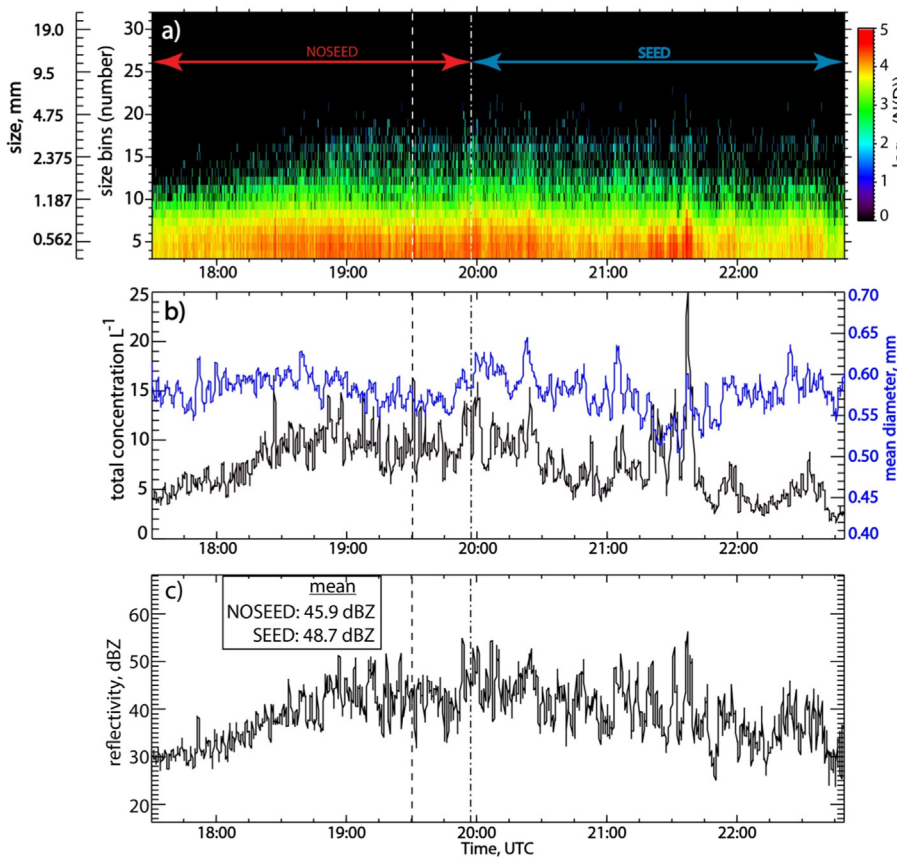 a)
NOSEED
SEED
size, mm
19.0
9.5
4.75
2.375
1.187
0.562
size bins (number)
30
25
20
15
10
5
5
4
3
2
1
0
18:00 19:00 20:00 21:00 22:00
b)
total concentration L⁻¹
25
20
15
10
5
0
0.70
0.65
0.60
0.55
0.50
0.45
0.40
mean diameter, mm
18:00 19:00 20:00 21:00 22:00
c)
mean
NOSEED: 45.9 dBZ
SEED: 48.7 dBZ
reflectivity, dBZ
60
50
40
30
20
18:00 19:00 20:00 21:00 22:00
Time, UTC